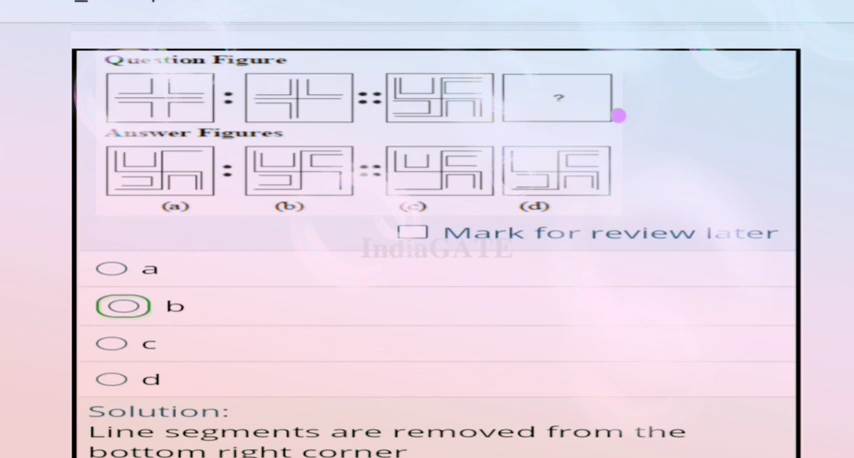 Question Figure
: :: ?
Answer Figures
: ::
(a) (b) (c) (d)
Mark for review later
IndiaGATE
a
b
c
d
Solution:
Line segments are removed from the
bottom right corner